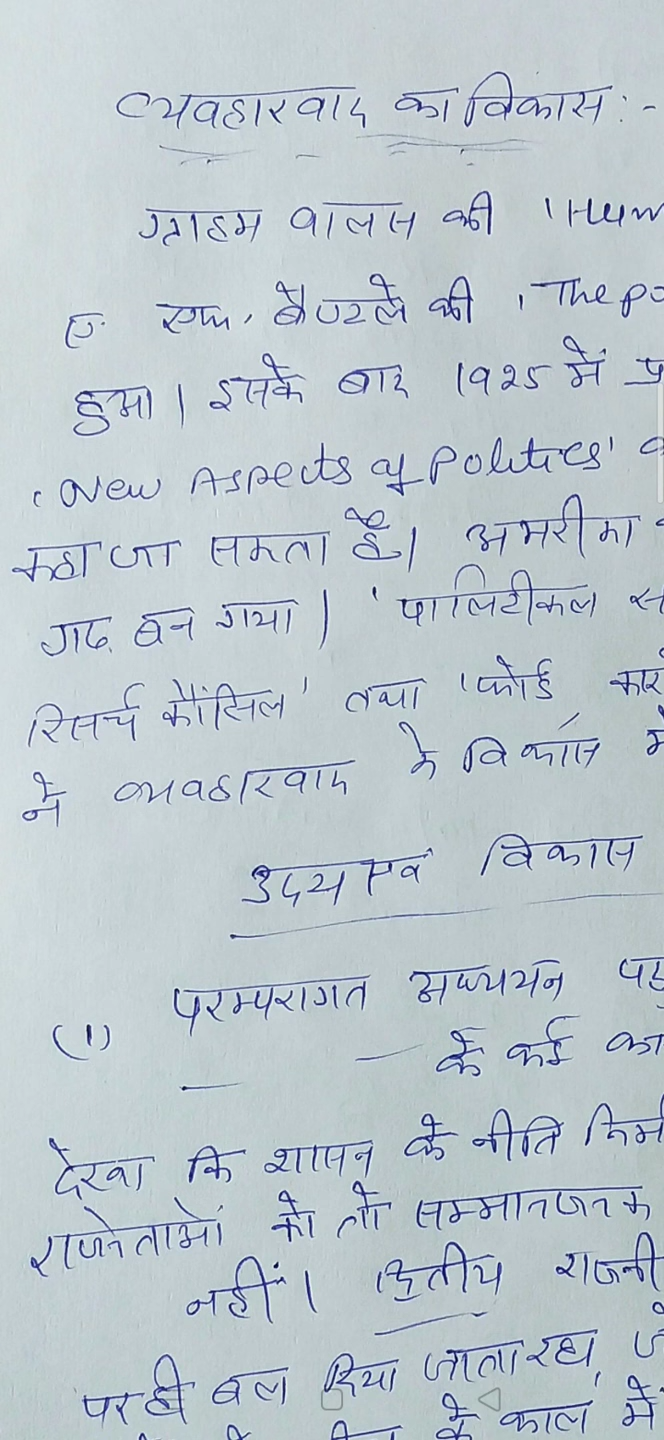 व्यवहारवाद का विकास :-
ग्राहम वालस की 'Hum
ए. एफ. बैण्टले की 'The po
हुआ। इसके बाद 1925 में प्र
'New Aspects of Politics'
कहा जा सकता है। अमरीका
गढ़ बन गया। 'पालिटीकल स
रिसर्च कौंसिल' तथा 'फोर्ड कार
ने व्यवहारवाद के विकास मे
उदय एवं विकास
(1) परम्परागत अध्ययन पद्
के कई का
देखा कि शासन के नीति निर्म
राजनेताओं को तो सम्मानजनक
नहीं। द्वितीय राजनी
पर ही बल दिया जाता रहा, ज
के काल में